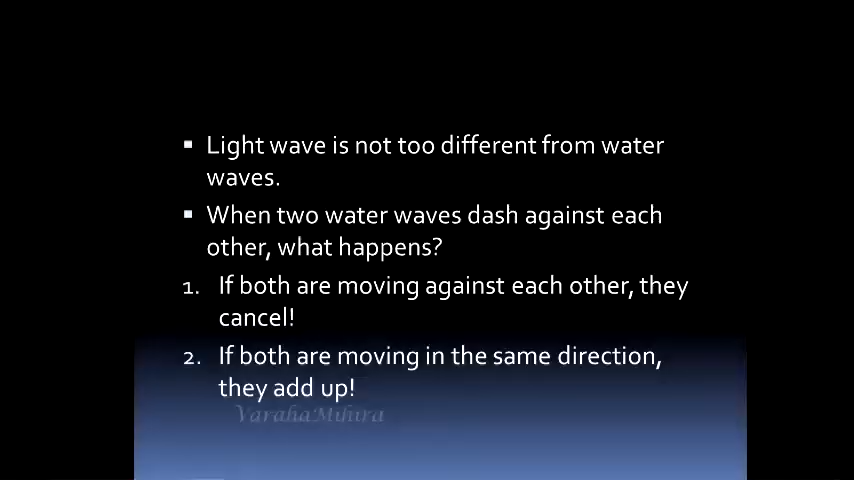 ▪ Light wave is not too different from water
waves.
▪ When two water waves dash against each
other, what happens?
1. If both are moving against each other, they
cancel!
2. If both are moving in the same direction,
they add up!
VarahaMihira